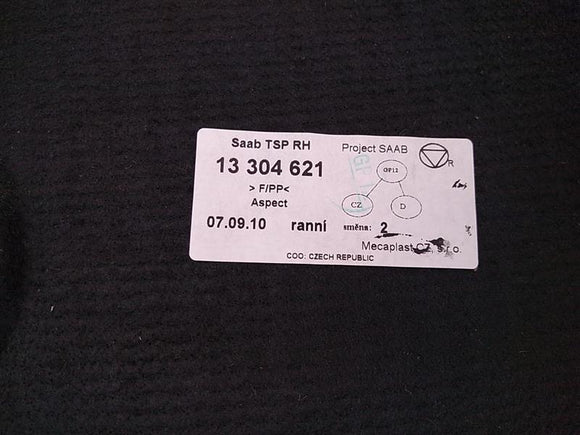 Saab TSP RH
Project SAAB
R
13 304 621
GP12
> F/PP<
Aspect
CZ
D
07.09.10 ranní směna: 2
Mecaplast CZ, s.r.o.
COO: CZECH REPUBLIC